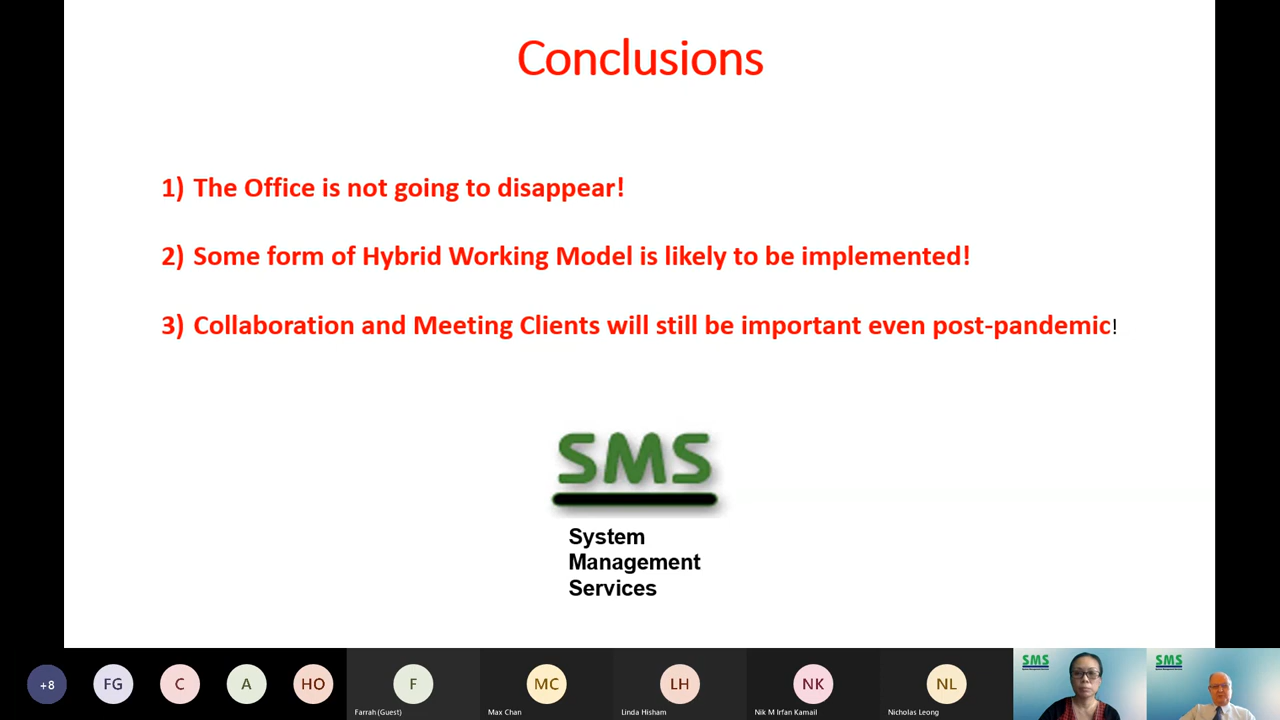 Conclusions
1) The Office is not going to disappear!
2) Some form of Hybrid Working Model is likely to be implemented!
3) Collaboration and Meeting Clients will still be important even post-pandemic!
SMS
System
Management
Services
+8
FG
C
A
HO
F
MC
LH
NK
NL
SMS
SMS
Farrah (Guest)
Max Chan
Linda Hisham
Nik M Irfan Kamail
Nicholas Leong